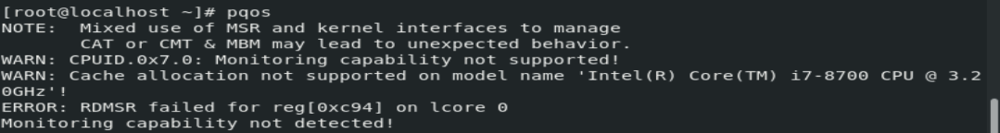 [root@localhost ~]# pqos
NOTE:  Mixed use of MSR and kernel interfaces to manage
       CAT or CMT & MBM may lead to unexpected behavior.
WARN: CPUID.0x7.0: Monitoring capability not supported!
WARN: Cache allocation not supported on model name 'Intel(R) Core(TM) i7-8700 CPU @ 3.2
0GHz'!
ERROR: RDMSR failed for reg[0xc94] on lcore 0
Monitoring capability not detected!